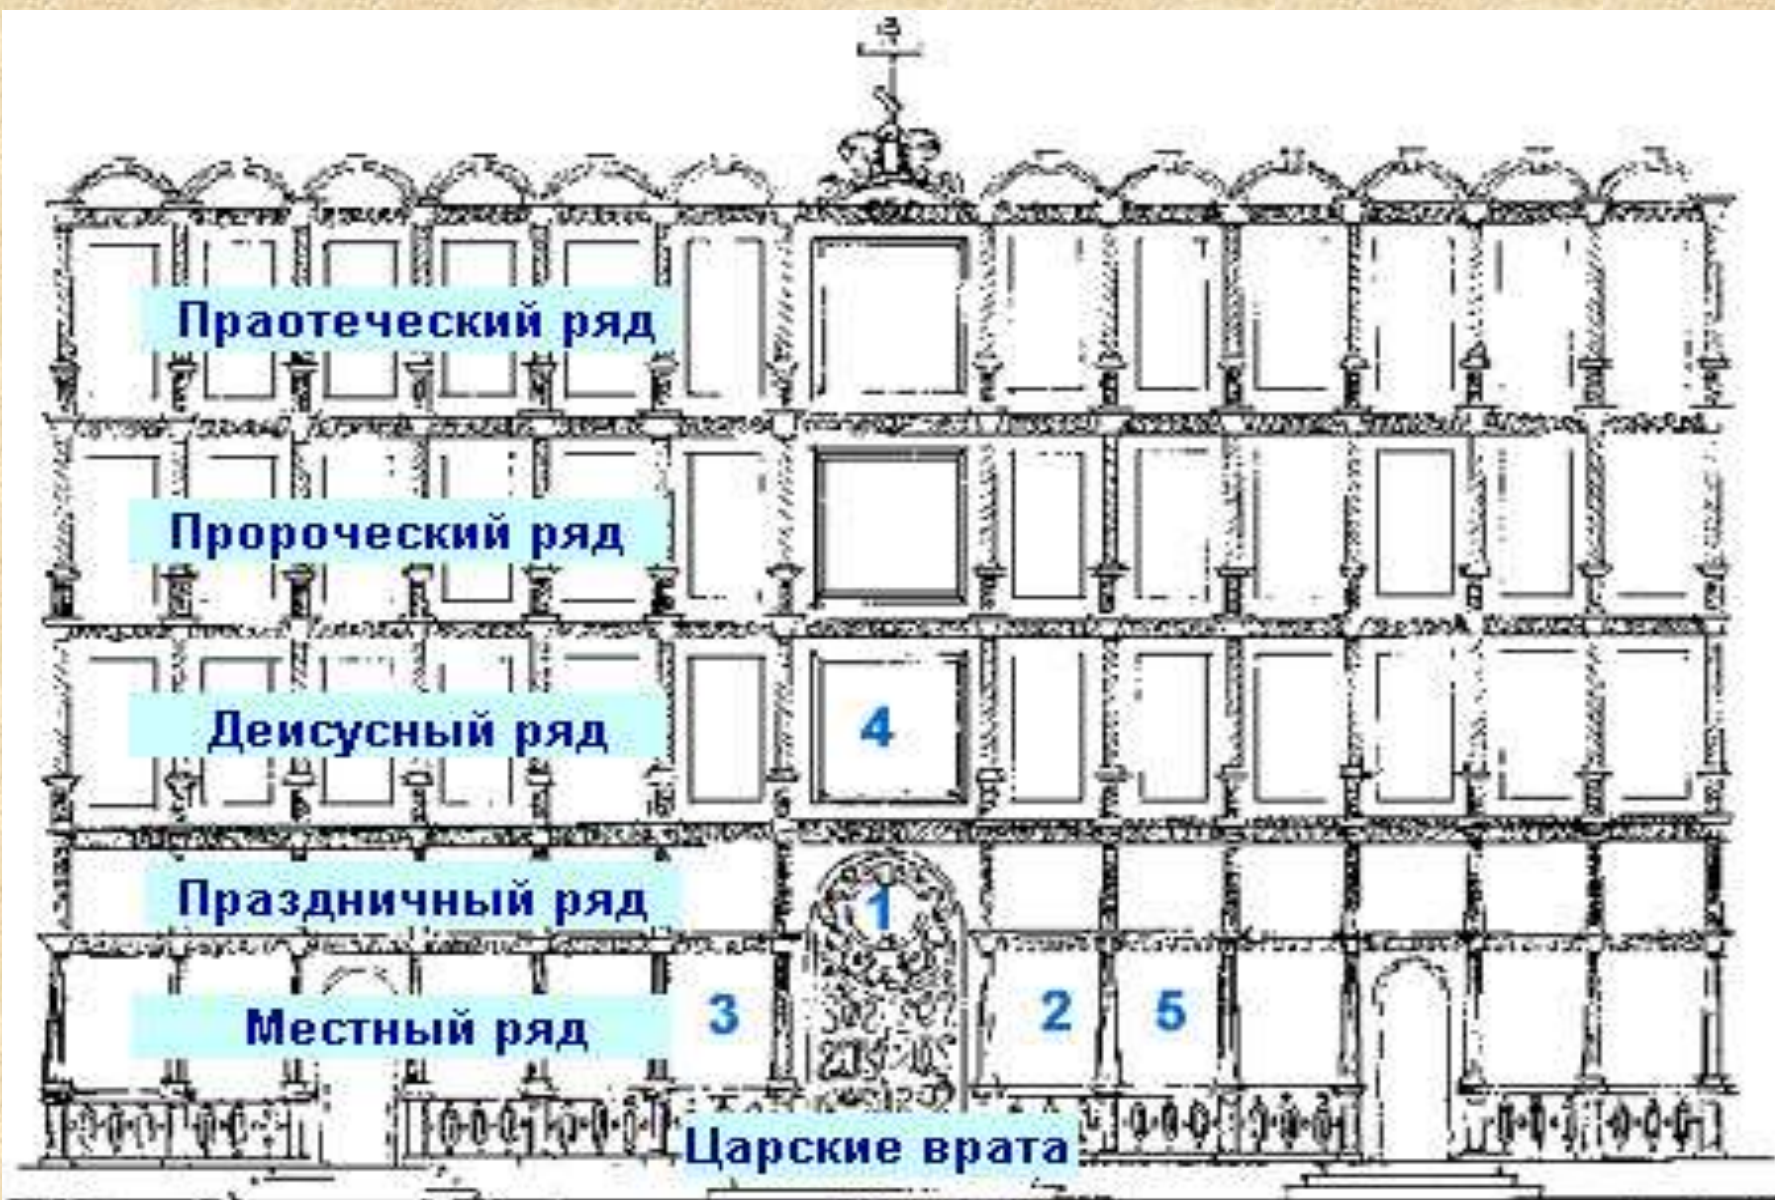 Праотеческий ряд
Пророческий ряд
Деисусный ряд
4
Праздничный ряд
1
Местный ряд
3
2
5
Царские врата